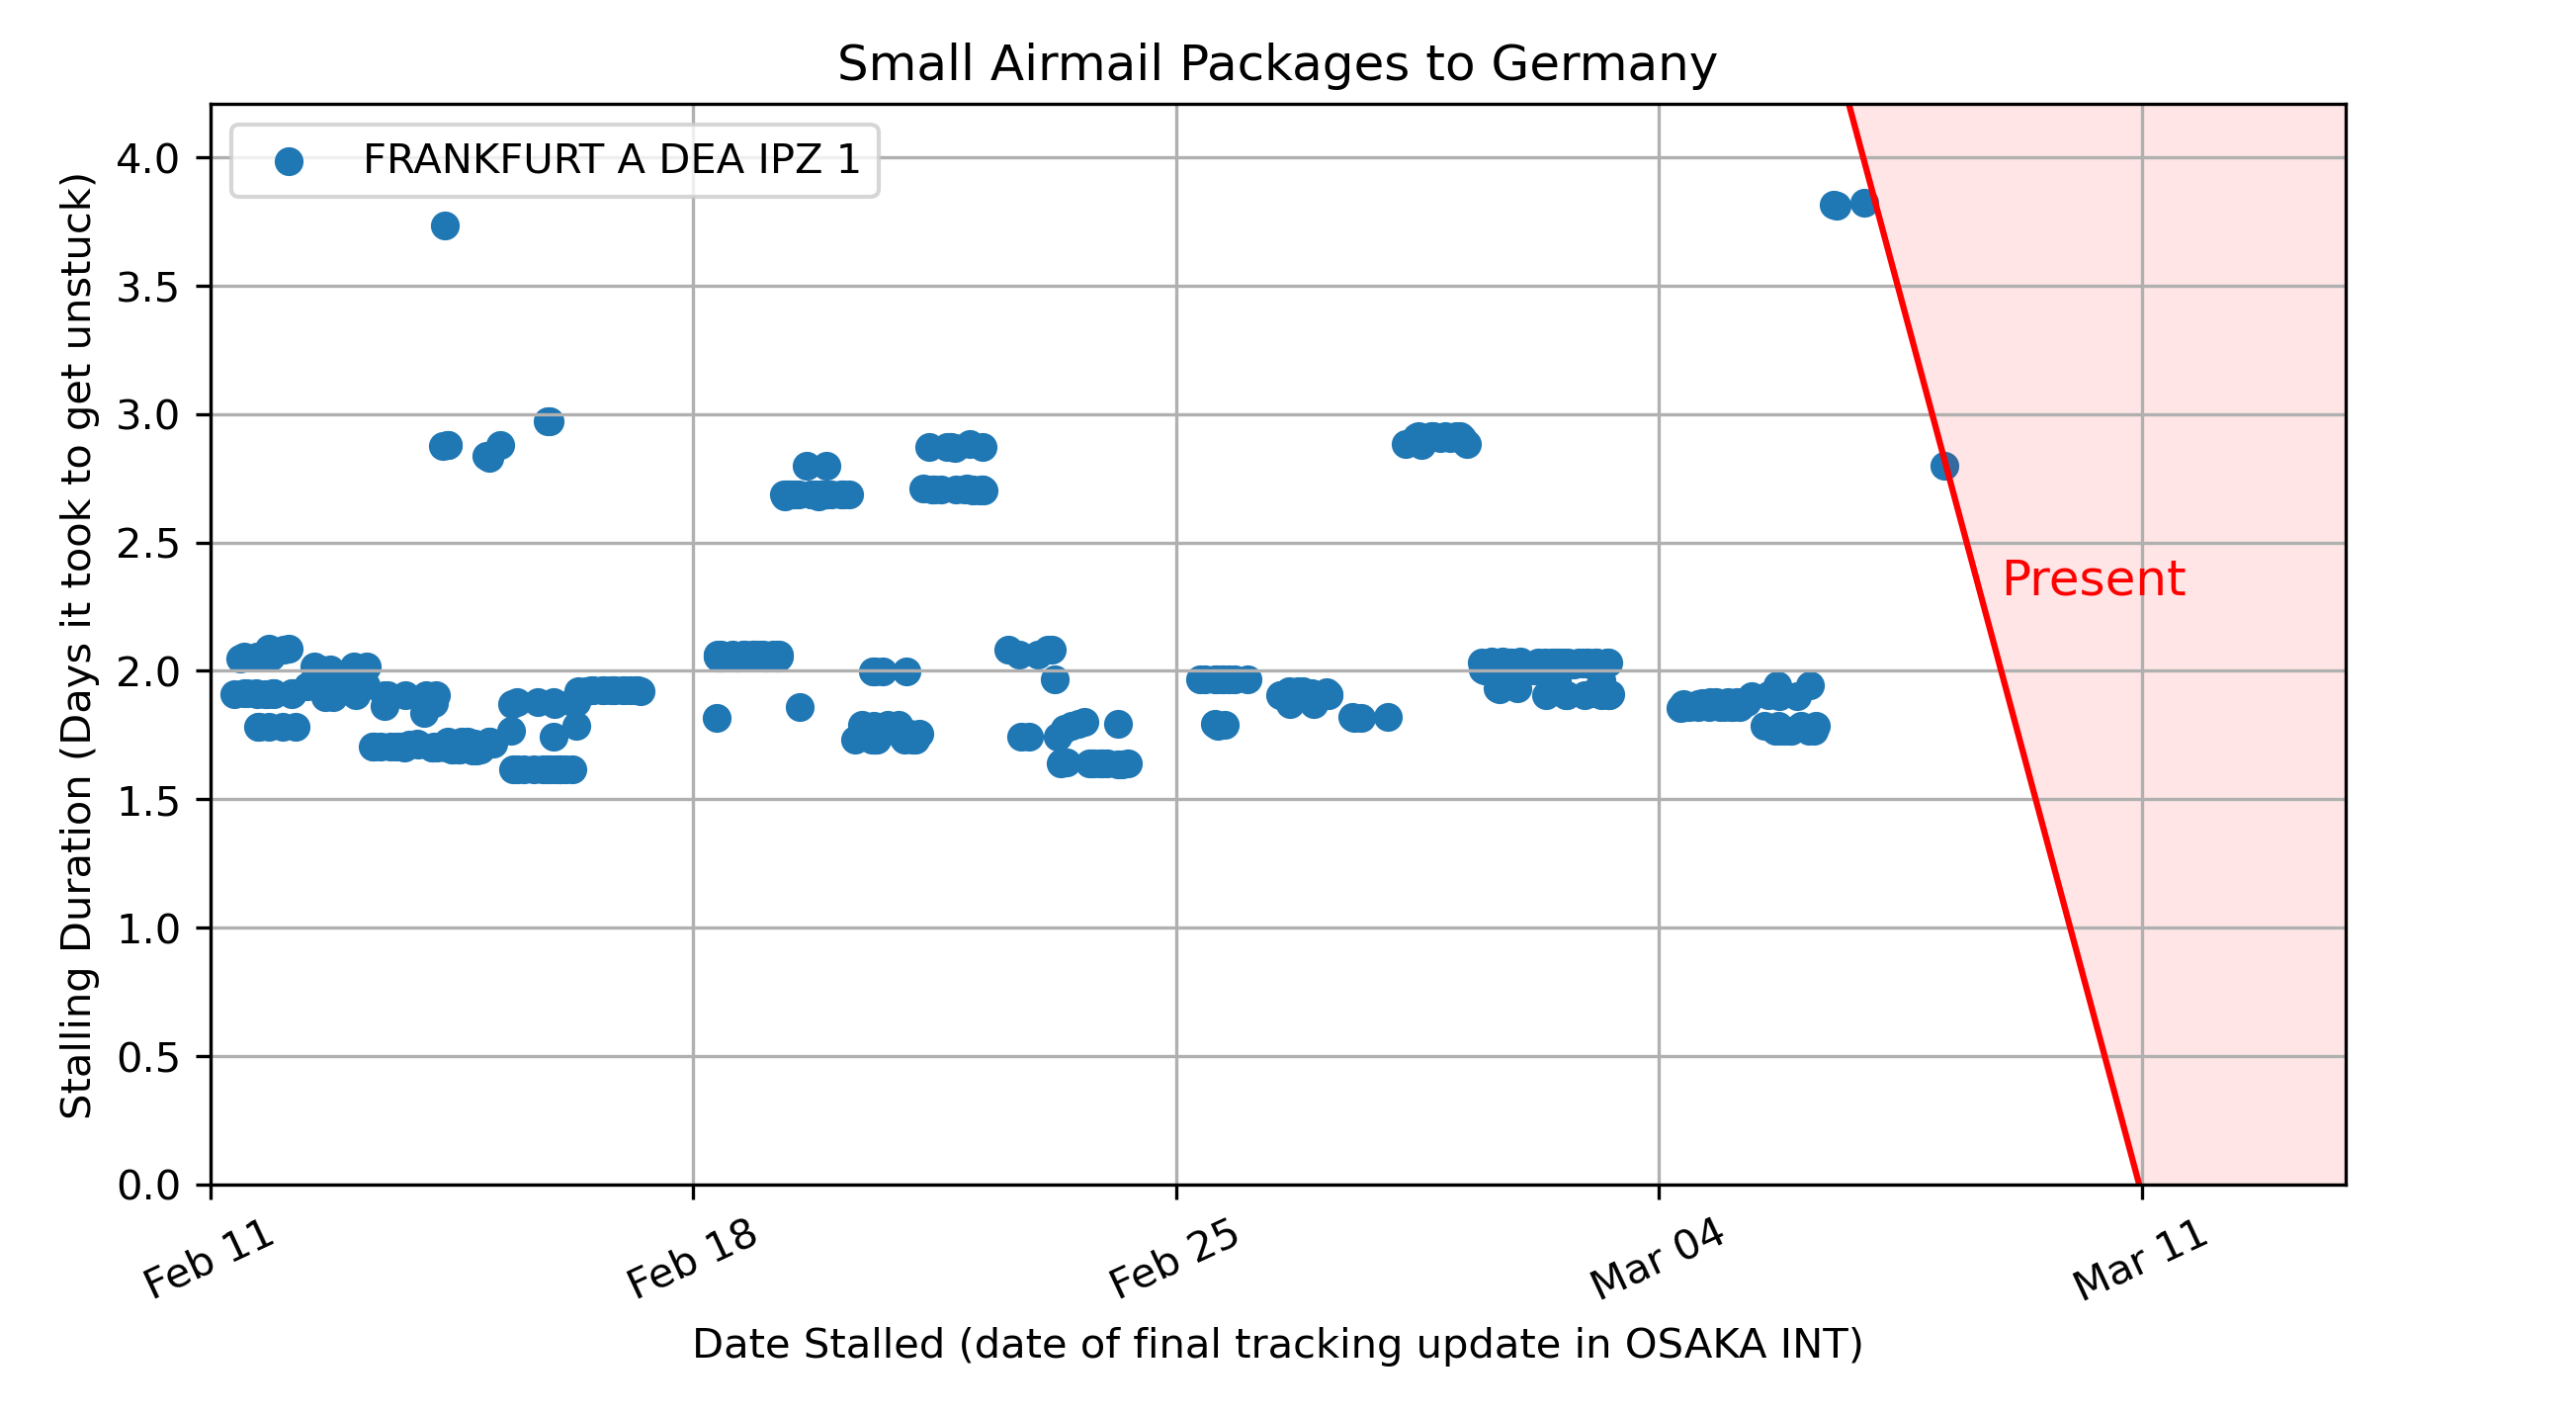 Small Airmail Packages to Germany
FRANKFURT A DEA IPZ 1
Stalling Duration (Days it took to get unstuck)
4.0
3.5
3.0
2.5
2.0
1.5
1.0
0.5
0.0
Present
Feb 11
Feb 18
Feb 25
Mar 04
Mar 11
Date Stalled (date of final tracking update in OSAKA INT)